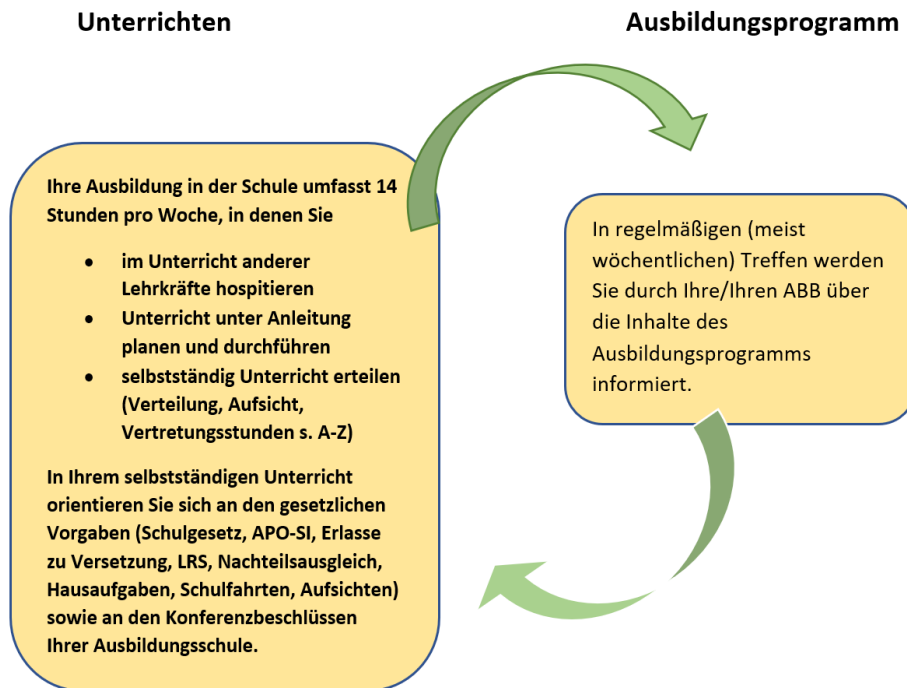 Unterrichten
Ausbildungsprogramm
Ihre Ausbildung in der Schule umfasst 14
Stunden pro Woche, in denen Sie
• im Unterricht anderer
Lehrkräfte hospitieren
• Unterricht unter Anleitung
planen und durchführen
• selbstständig Unterricht erteilen
(Verteilung, Aufsicht,
Vertretungsstunden s. A-Z)
In Ihrem selbstständigen Unterricht
orientieren Sie sich an den gesetzlichen
Vorgaben (Schulgesetz, APO-SI, Erlasse
zu Versetzung, LRS, Nachteilsausgleich,
Hausaufgaben, Schulfahrten, Aufsichten)
sowie an den Konferenzbeschlüssen
Ihrer Ausbildungsschule.
In regelmäßigen (meist
wöchentlichen) Treffen werden
Sie durch Ihre/Ihren ABB über
die Inhalte des
Ausbildungsprogramms
informiert.